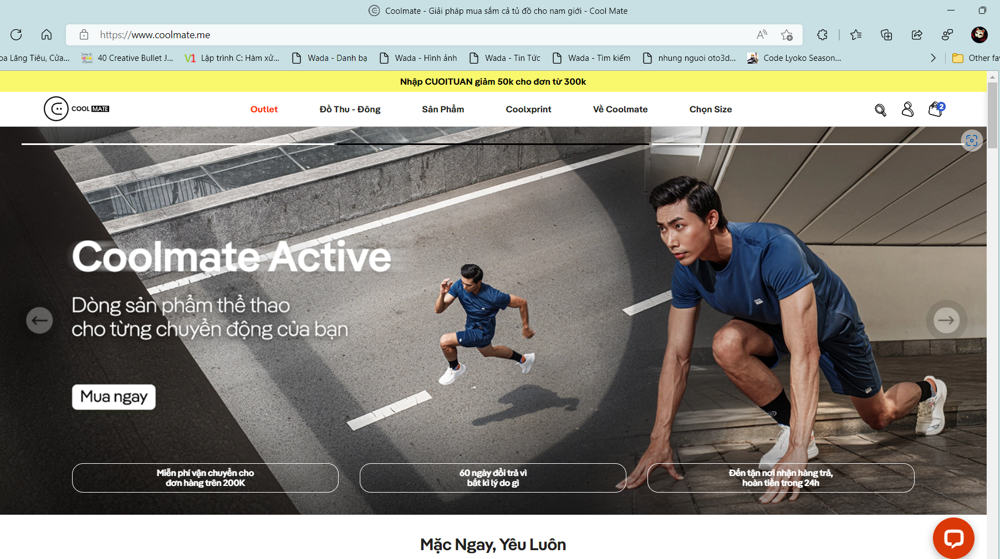 Coolmate - Giải pháp mua sắm cả tủ đồ cho nam giới - Cool Mate
https://www.coolmate.me
oa Lăng Tiêu, Cửa...
40 Creative Bullet J...
Lập trình C: Hàm xử...
Wada - Danh bạ
Wada - Hình ảnh
Wada - Tin Tức
Wada - Tìm kiếm
nhung nguoi oto3d...
Code Lyoko Season...
Other fa
Nhập CUOITUAN giảm 50k cho đơn từ 300k
COOL MATE
Outlet
Đồ Thu - Đông
Sản Phẩm
Coolxprint
Về Coolmate
Chọn Size
2
Coolmate Active
Dòng sản phẩm thể thao
cho từng chuyển động của bạn
Mua ngay
Miễn phí vận chuyển cho
đơn hàng trên 200K
60 ngày đổi trả vì
bất kì lý do gì
Đến tận nơi nhận hàng trả,
hoàn tiền trong 24h
Mặc Ngay, Yêu Luôn